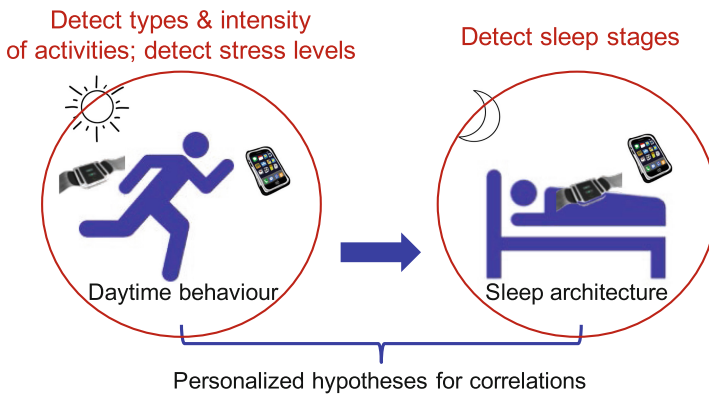 Detect types & intensity
of activities; detect stress levels
Detect sleep stages
Daytime behaviour
Sleep architecture
Personalized hypotheses for correlations